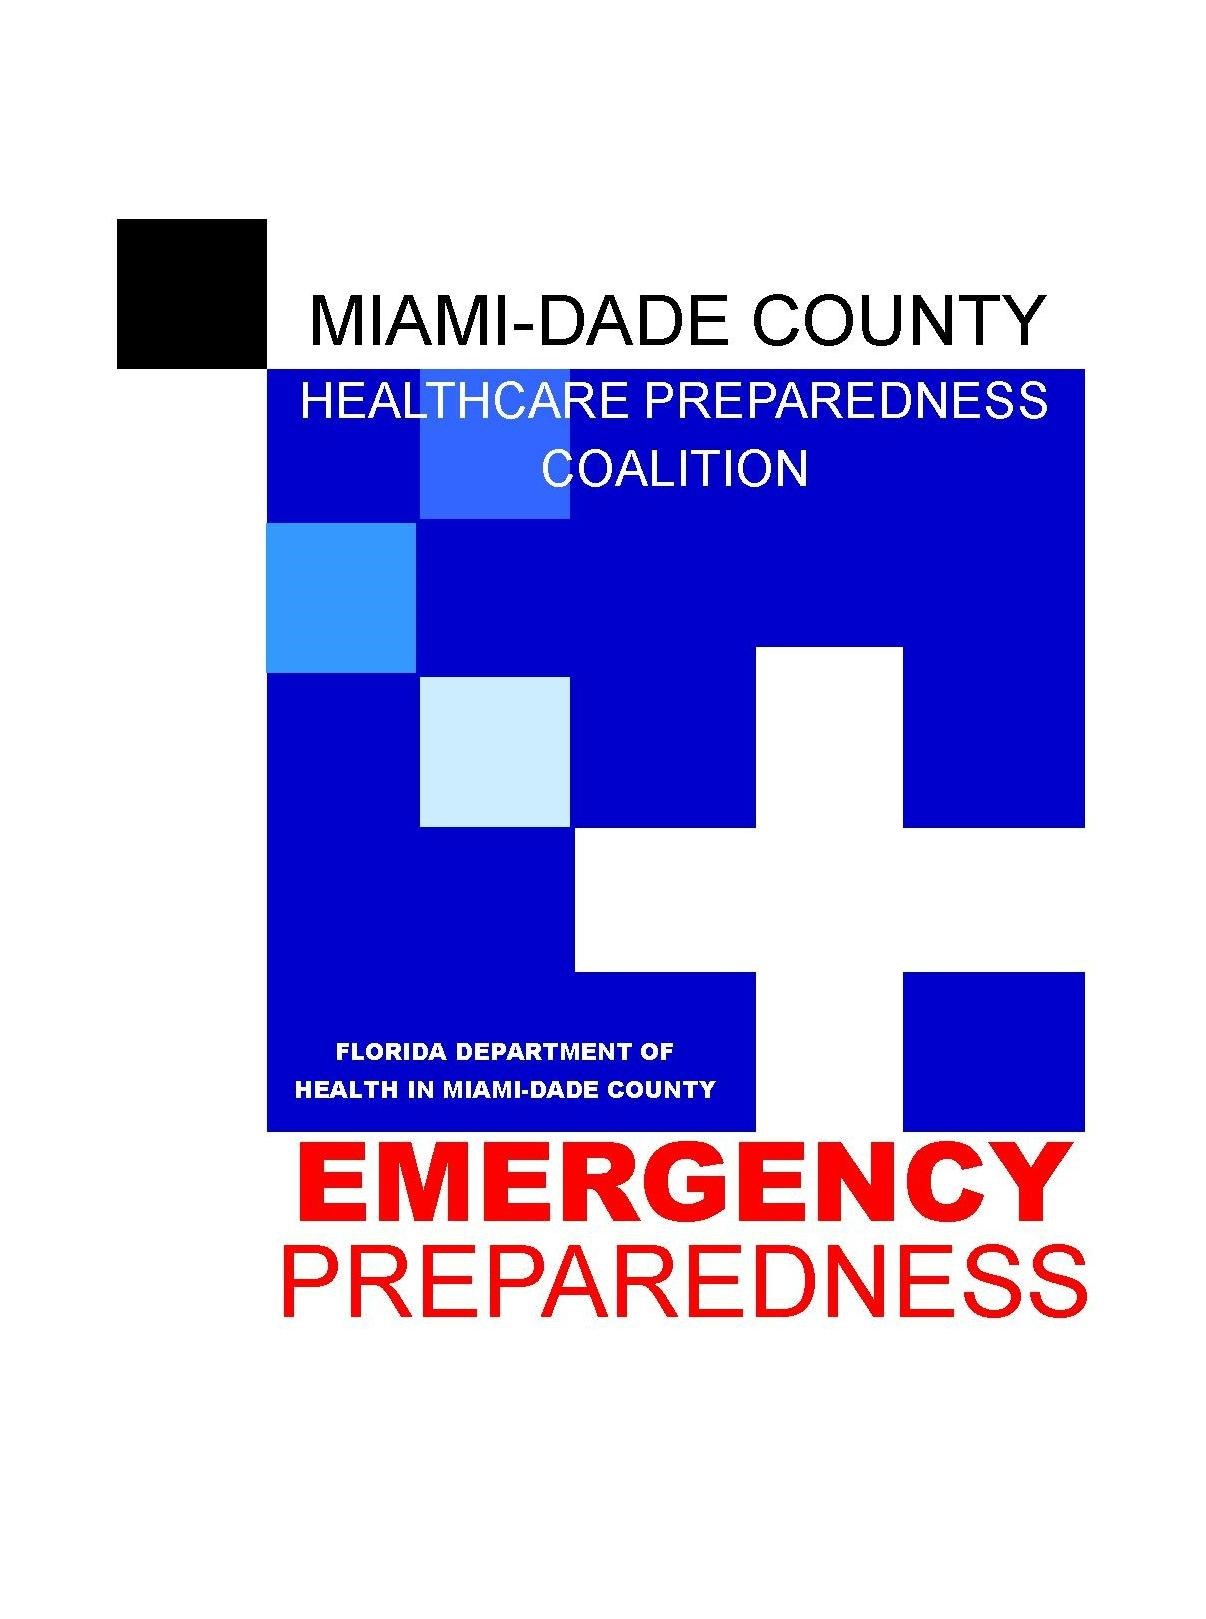 MIAMI-DADE COUNTY
HEALTHCARE PREPAREDNESS
COALITION
FLORIDA DEPARTMENT OF
HEALTH IN MIAMI-DADE COUNTY
EMERGENCY
PREPAREDNESS